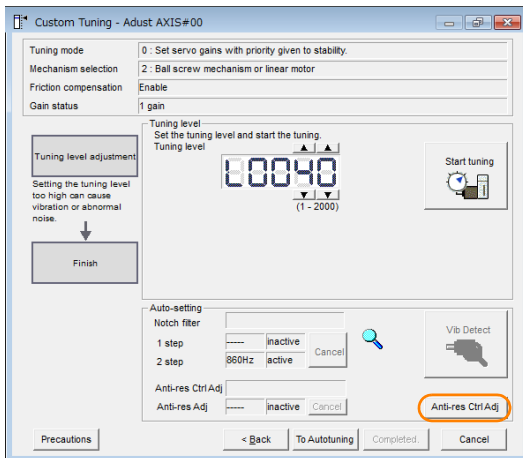 Custom Tuning - Adust AXIS#00
Tuning mode 0 : Set servo gains with priority given to stability.
Mechanism selection 2 : Ball screw mechanism or linear motor
Friction compensation Enable
Gain status 1 gain
Tuning level adjustment
Setting the tuning level
too high can cause
vibration or abnormal
noise.
Finish
Tuning level
Set the tuning level and start the tuning.
Tuning level
L0040
(1 - 2000)
Start tuning
Auto-setting
Notch filter
1 step ----- inactive
2 step 860Hz active
Cancel
Anti-res Ctrl Adj
Anti-res Adj ----- inactive Cancel
Vib Detect
Anti-res Ctrl Adj
Precautions < Back To Autotuning Completed. Cancel